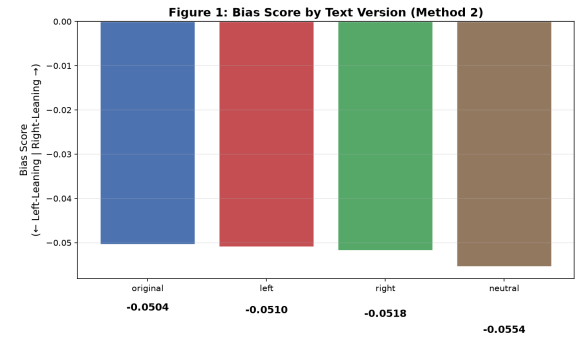 Figure 1: Bias Score by Text Version (Method 2)
Bias Score
(← Left-Leaning | Right-Leaning →)
0.00
−0.01
−0.02
−0.03
−0.04
−0.05
original
left
right
neutral
-0.0504
-0.0510
-0.0518
-0.0554